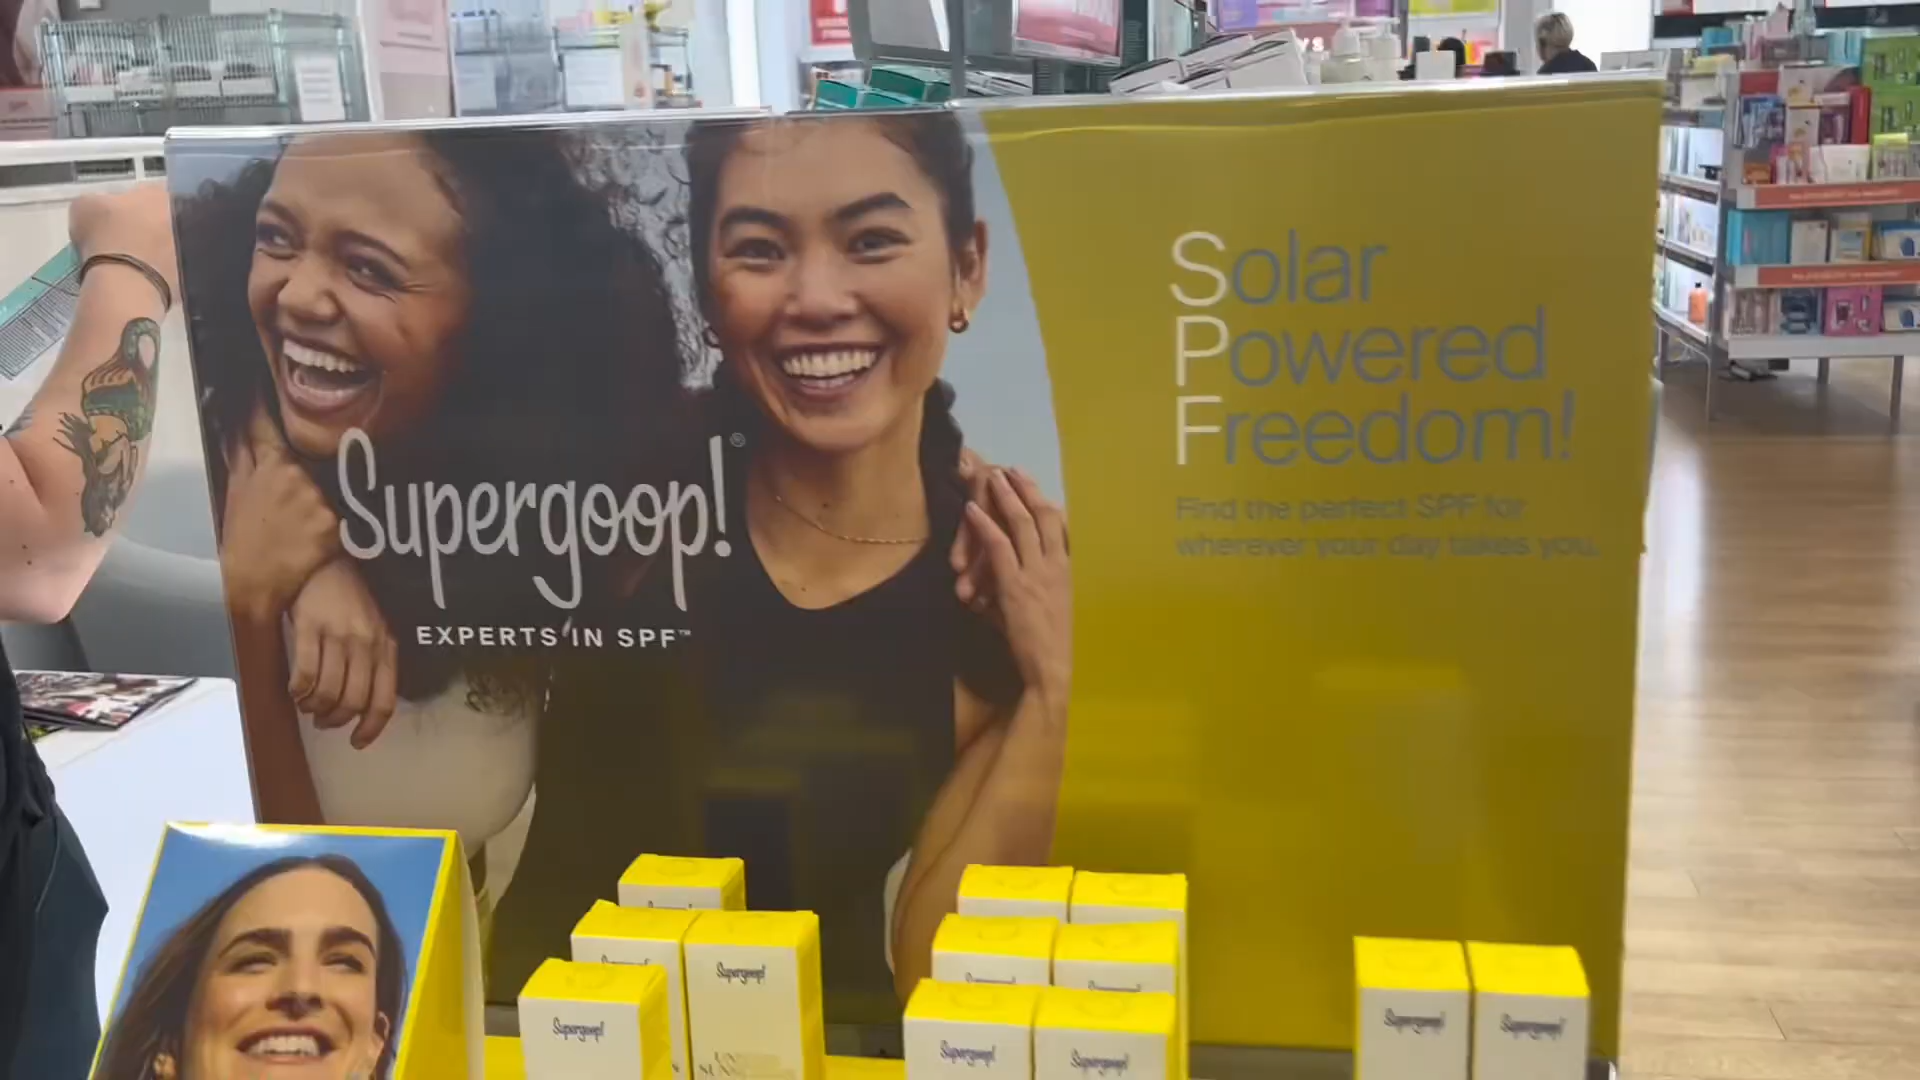 Supergoop!®
EXPERTS IN SPF™
Solar
Powered
Freedom!
Find the perfect SPF for
wherever your day takes you.
Supergoop!
Supergoop!
Supergoop!
Supergoop!
Supergoop!
Supergoop!